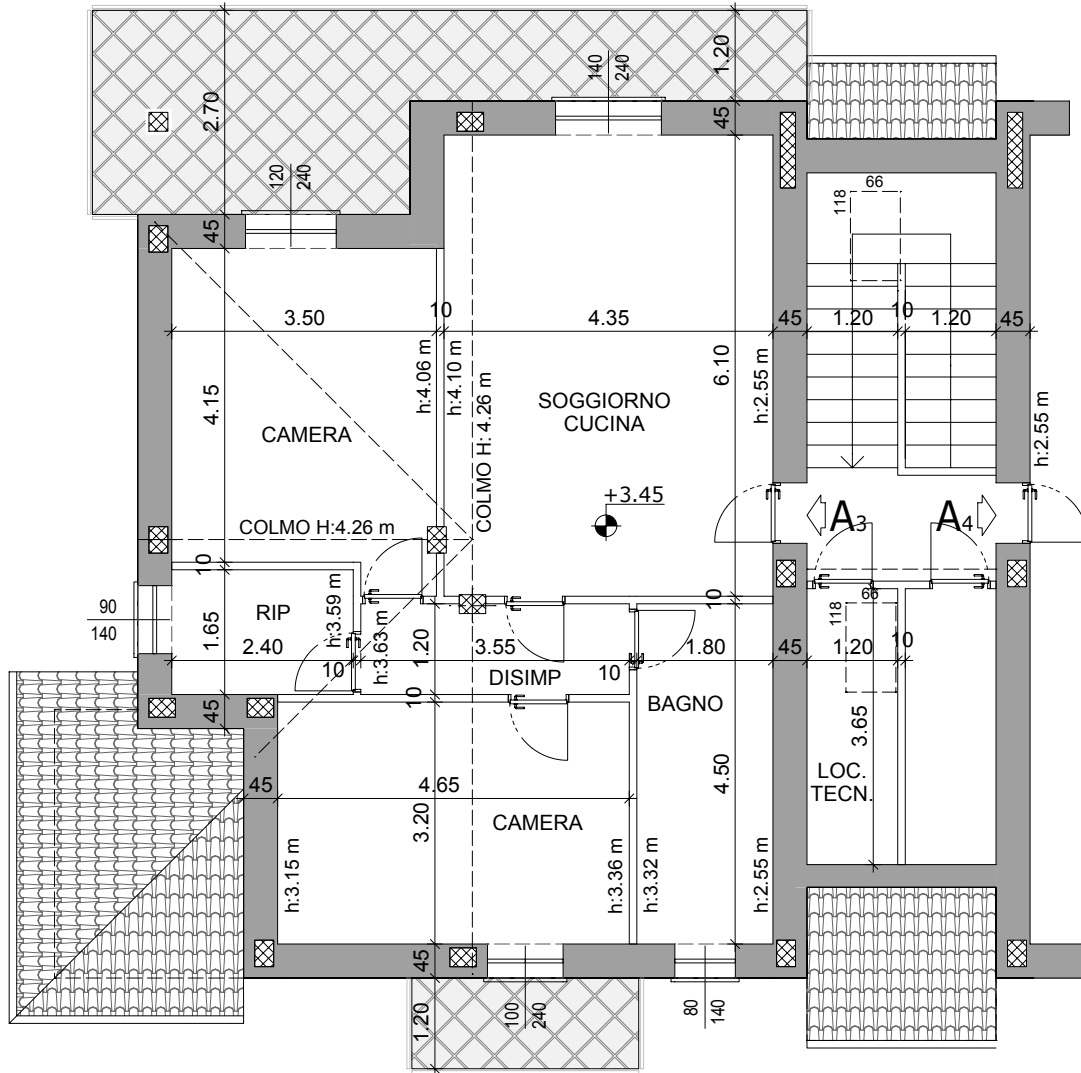 2.70
1.20
140
240
45
120
240
45
66
118
3.50
10
4.35
45
1.20
10
1.20
45
h:4.06 m
h:4.10 m
6.10
h:2.55 m
h:2.55 m
4.15
SOGGIORNO
CUCINA
CAMERA
COLMO H: 4.26 m
+3.45
COLMO H:4.26 m
A3
A4
10
90
140
1.65
RIP
h:3.59 m
h:3.63 m
1.20
10
118
66
2.40
10
3.55
10
1.80
45
1.20
10
DISIMP
10
BAGNO
45
3.65
45
4.65
4.50
LOC.
TECN.
3.20
CAMERA
h:3.15 m
h:3.36 m
h:3.32 m
h:2.55 m
45
1.20
100
240
80
140